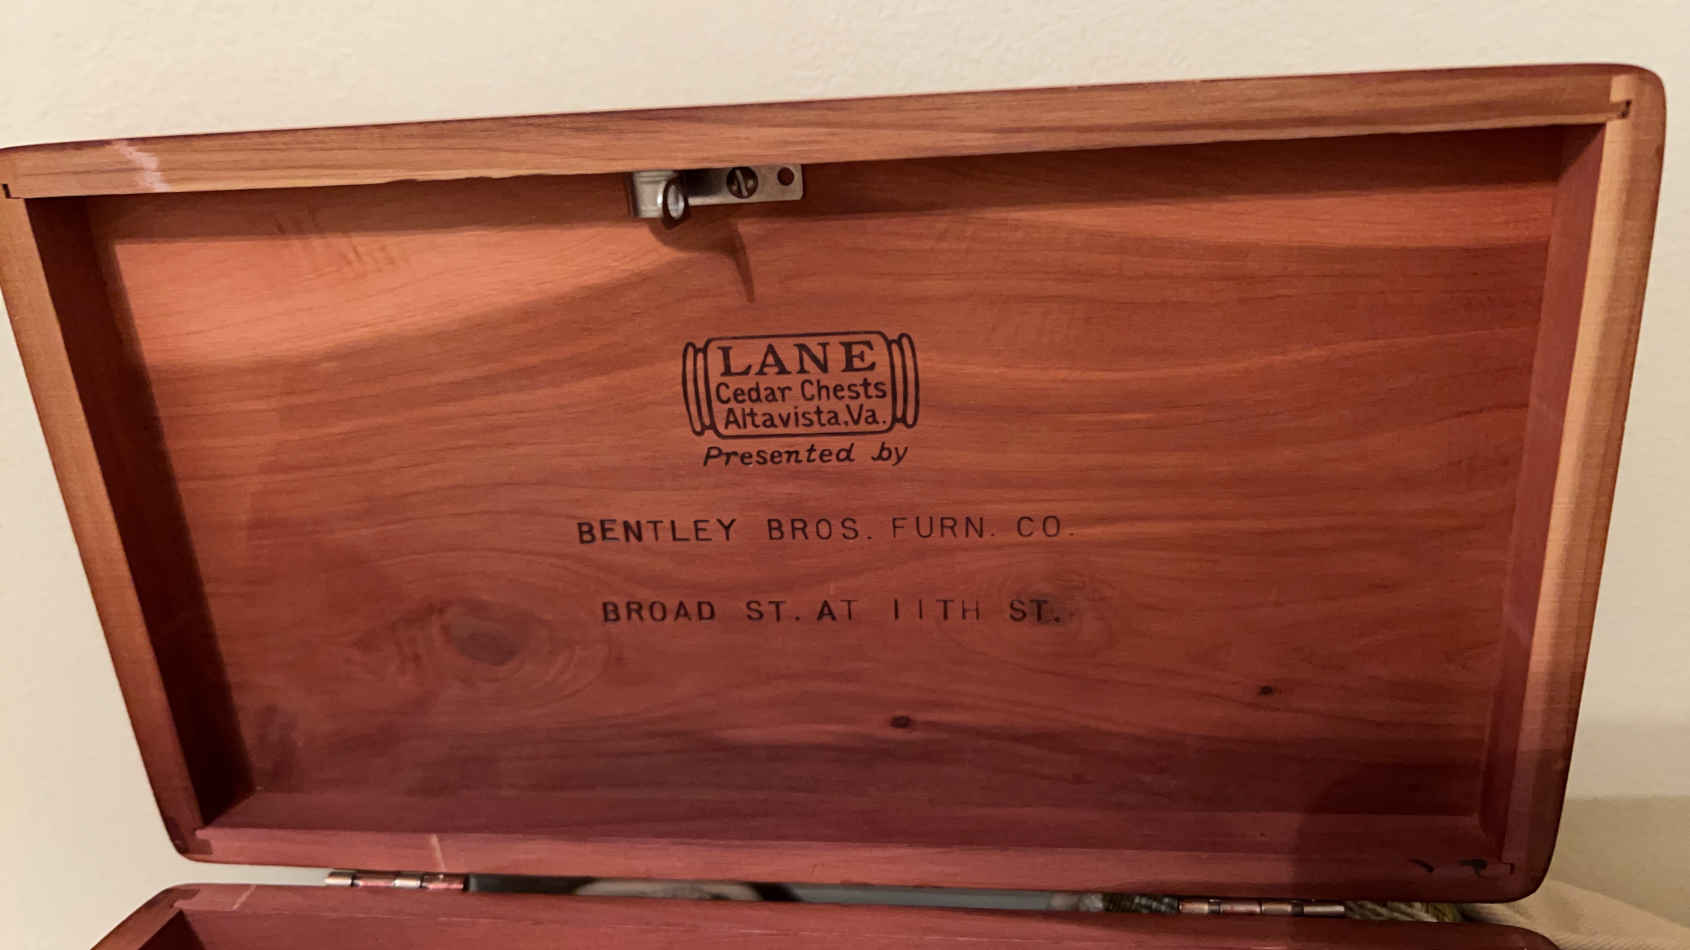 LANE
Cedar Chests
Altavista,Va.
Presented by
BENTLEY BROS. FURN. CO.
BROAD ST. AT 11TH ST.